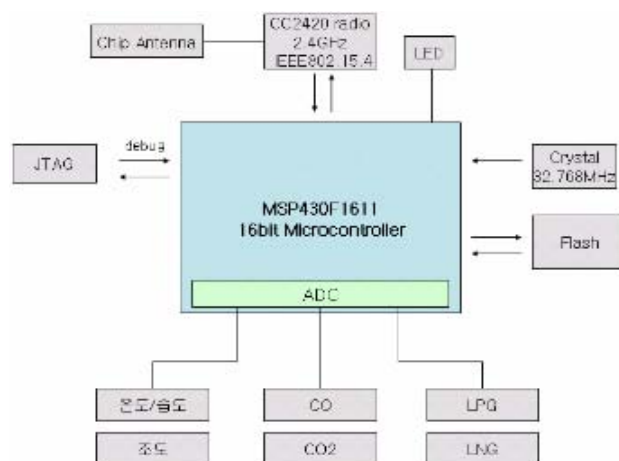 Chip Antenna
CC2420 radio
2.4GHz
IEEE802.15.4
LED
JTAG
debug
Crystal
32.768MHz
MSP430F1611
16bit Microcontroller
Flash
ADC
온도/습도
CO
LPG
조도
CO2
LNG